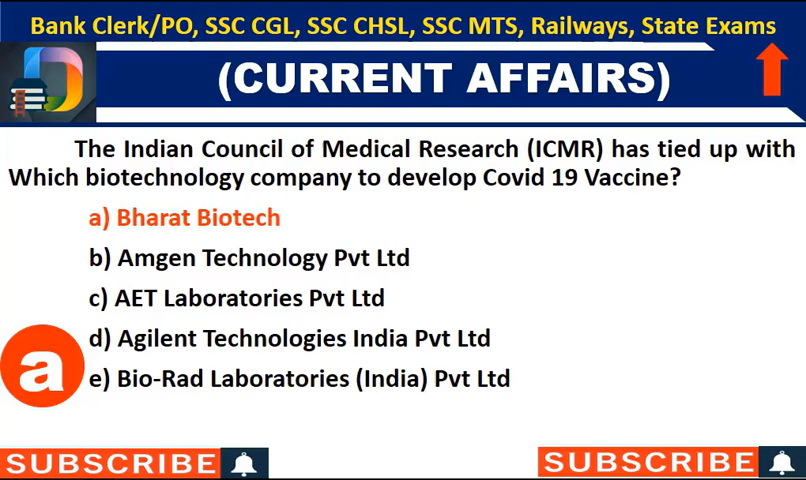 Bank Clerk/PO, SSC CGL, SSC CHSL, SSC MTS, Railways, State Exams
(CURRENT AFFAIRS)
The Indian Council of Medical Research (ICMR) has tied up with
Which biotechnology company to develop Covid 19 Vaccine?
a) Bharat Biotech
b) Amgen Technology Pvt Ltd
c) AET Laboratories Pvt Ltd
d) Agilent Technologies India Pvt Ltd
e) Bio-Rad Laboratories (India) Pvt Ltd
a
SUBSCRIBE
SUBSCRIBE